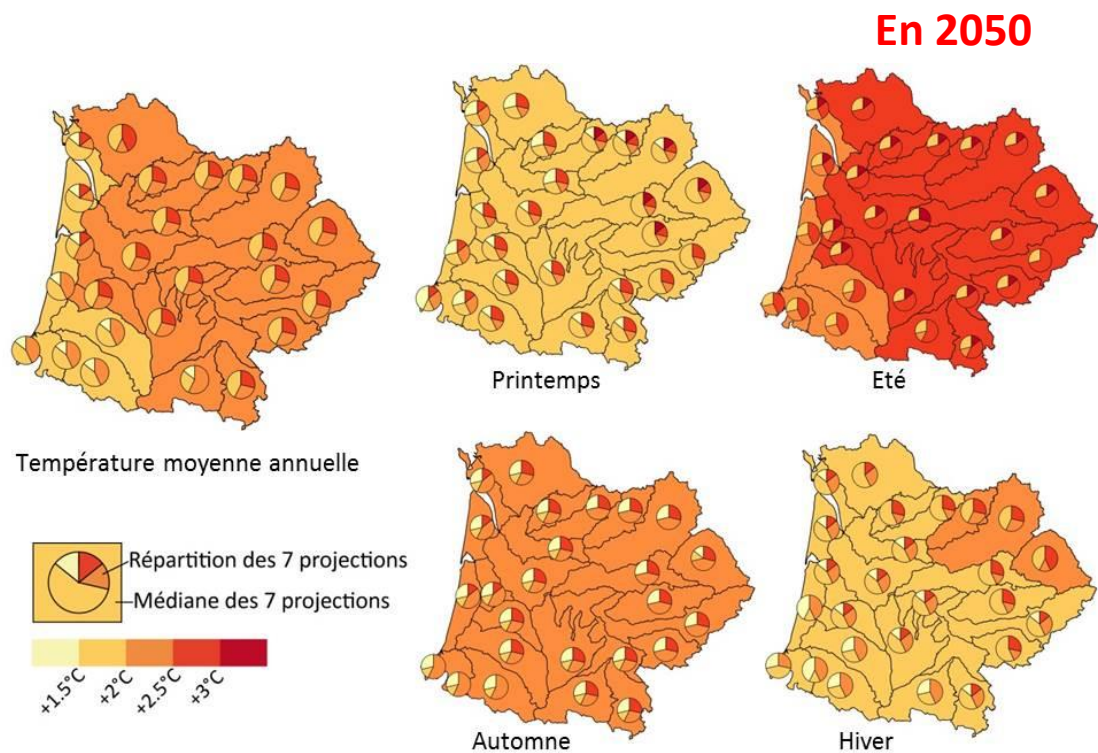 En 2050
Printemps
Eté
Température moyenne annuelle
Répartition des 7 projections
Médiane des 7 projections
+1.5°C
+2°C
+2.5°C
+3°C
Automne
Hiver